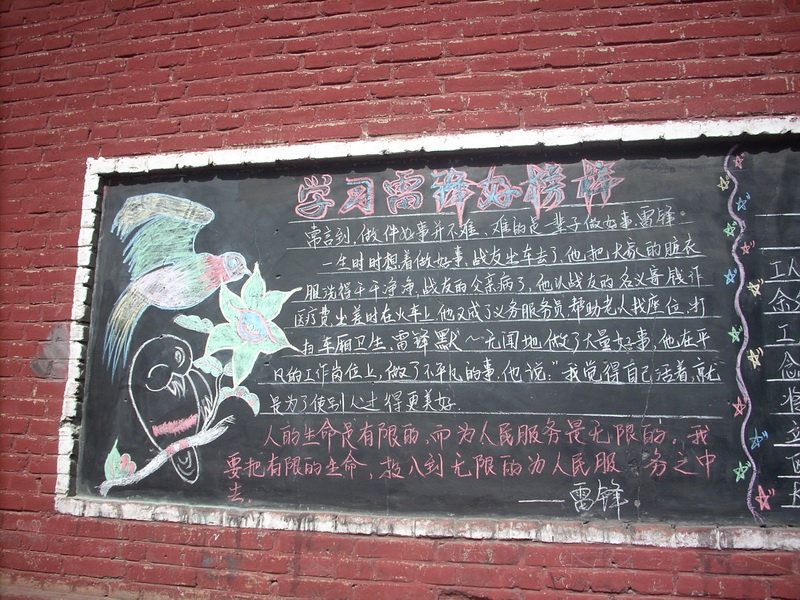 学习雷锋好榜样
常言到,做件好事并不难、难的是一辈子做好事,雷锋
一生时时想着做好事,战友出车去了,他把大家的脏衣
服洗得干干净净,战友的父亲病了,他以战友的名义寄钱作
医疗费,出差时在火车上,他又成了义务服务员,帮助老人找座位,打
扫车厢卫生,雷锋默~无闻地,做了大量好事,他在平
凡的工作岗位上,做了不平凡的事,他说:"我觉得自己活着,就
是为了使别人过得更美好.
人的生命是有限的,而为人民服务是无限的,我
要把有限的生命,投入到无限的为人民服务之中
去
——雷锋
工人
余
工
念
将